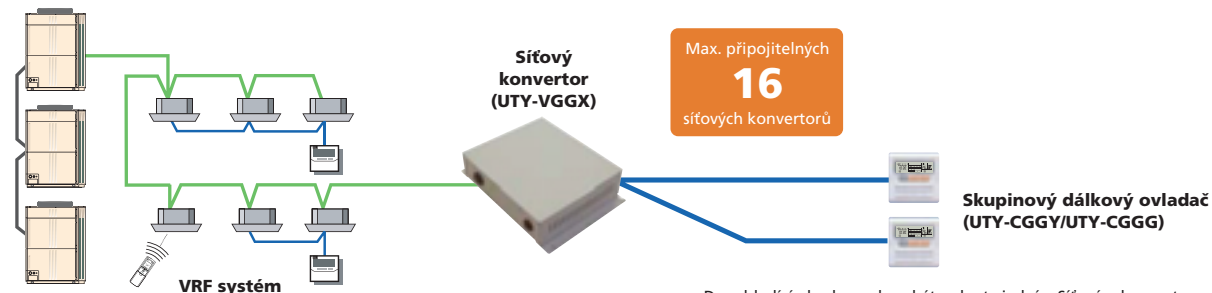 Síťový
konvertor
(UTY-VGGX)
Max. připojitelných
16
síťových konvertorů
Skupinový dálkový ovladač
(UTY-CGGY/UTY-CGGG)
VRF systém